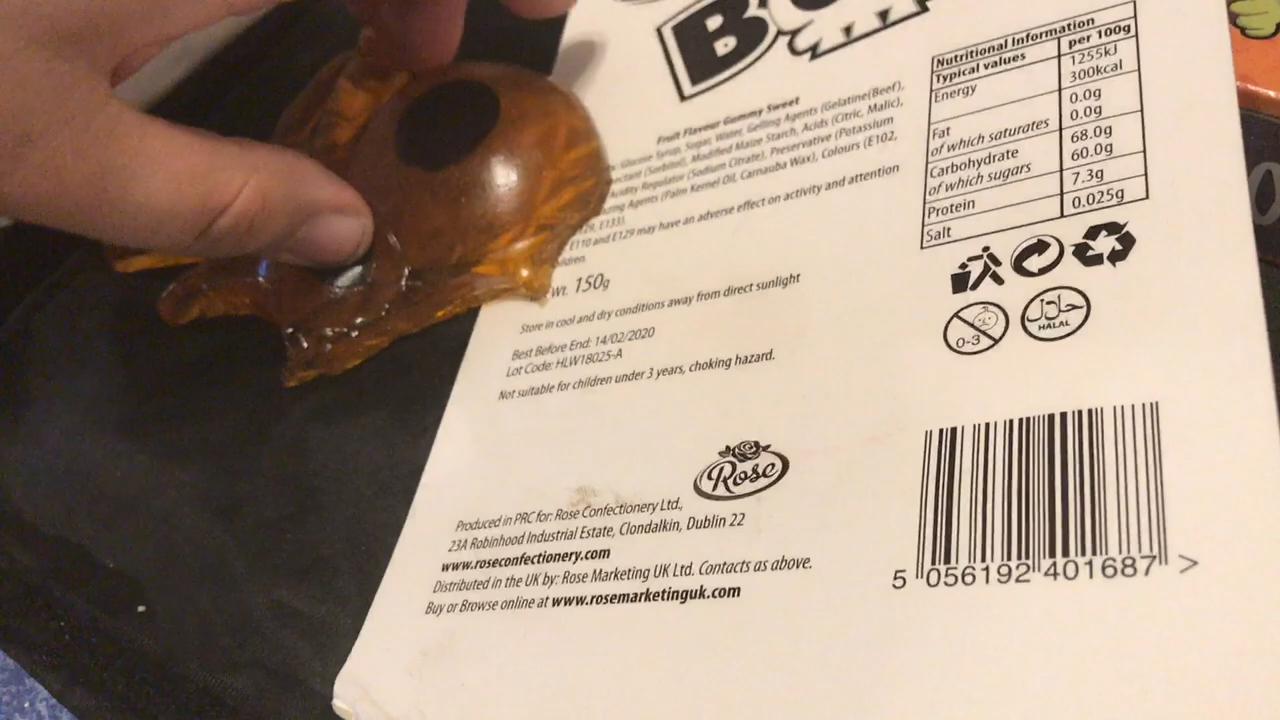 Fruit Flavour Gummy Sweet
Glucose Syrup, Sugar, Water, Gelling Agents (Gelatine(Beef),
(Sorbitol), Modified Maize Starch, Acids (Citric, Malic),
Acidity Regulator (Sodium Citrate), Preservative (Potassium
Agents (Palm Kernel Oil, Carnauba Wax), Colours (E102,
E133).
E110 and E129 may have an adverse effect on activity and attention
Wt. 150g
Store in cool and dry conditions away from direct sunlight
Best Before End: 14/02/2020
Lot Code: HLW18025-A
Not suitable for children under 3 years, choking hazard.
Rose
Produced in PRC for: Rose Confectionery Ltd.,
23A Robinhood Industrial Estate, Clondalkin, Dublin 22
www.roseconfectionery.com
Distributed in the UK by: Rose Marketing UK Ltd. Contacts as above.
Buy or Browse online at www.rosemarketinguk.com
Nutritional Information
Typical values per 100g
Energy 1255kJ
300kcal
Fat 0.0g
of which saturates 0.0g
Carbohydrate 68.0g
of which sugars 60.0g
Protein 7.3g
Salt 0.025g
0-3
حلال
HALAL
5 056192 401687 >